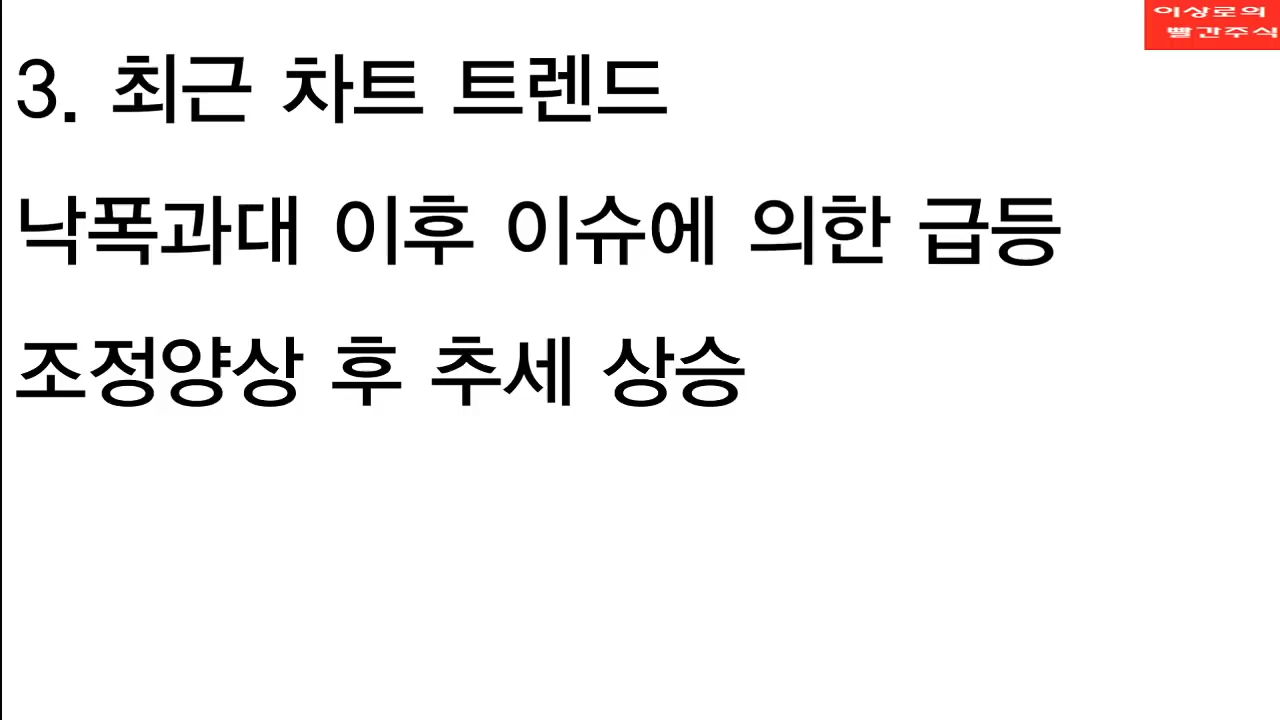 이상로의
빨간주식
3. 최근 차트 트렌드
낙폭과대 이후 이슈에 의한 급등
조정양상 후 추세 상승